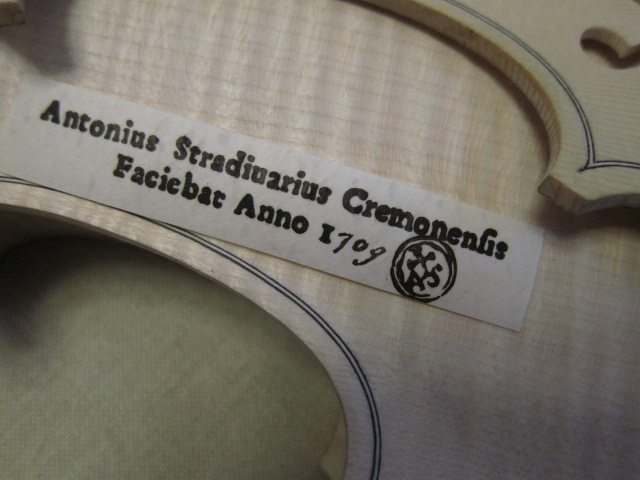 Antonius Stradiuarius Cremonenſis
Faciebat Anno 1709
A S